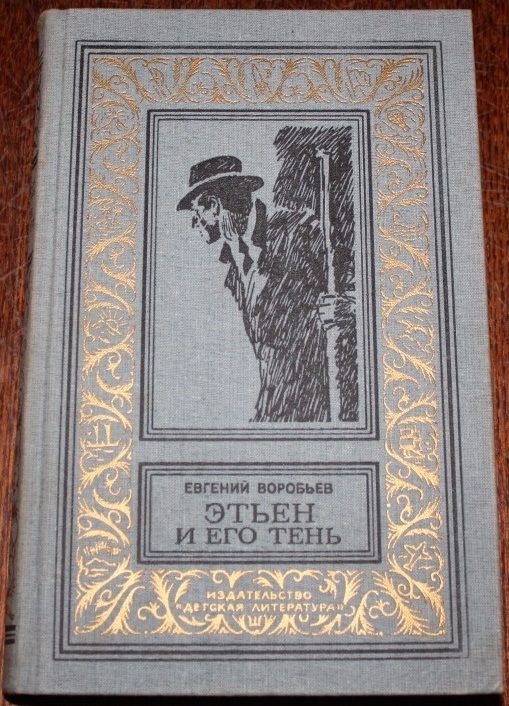 ЕВГЕНИЙ ВОРОБЬЕВ
ЭТЬЕН
И ЕГО ТЕНЬ
ИЗДАТЕЛЬСТВО
"ДЕТСКАЯ ЛИТЕРАТУРА"